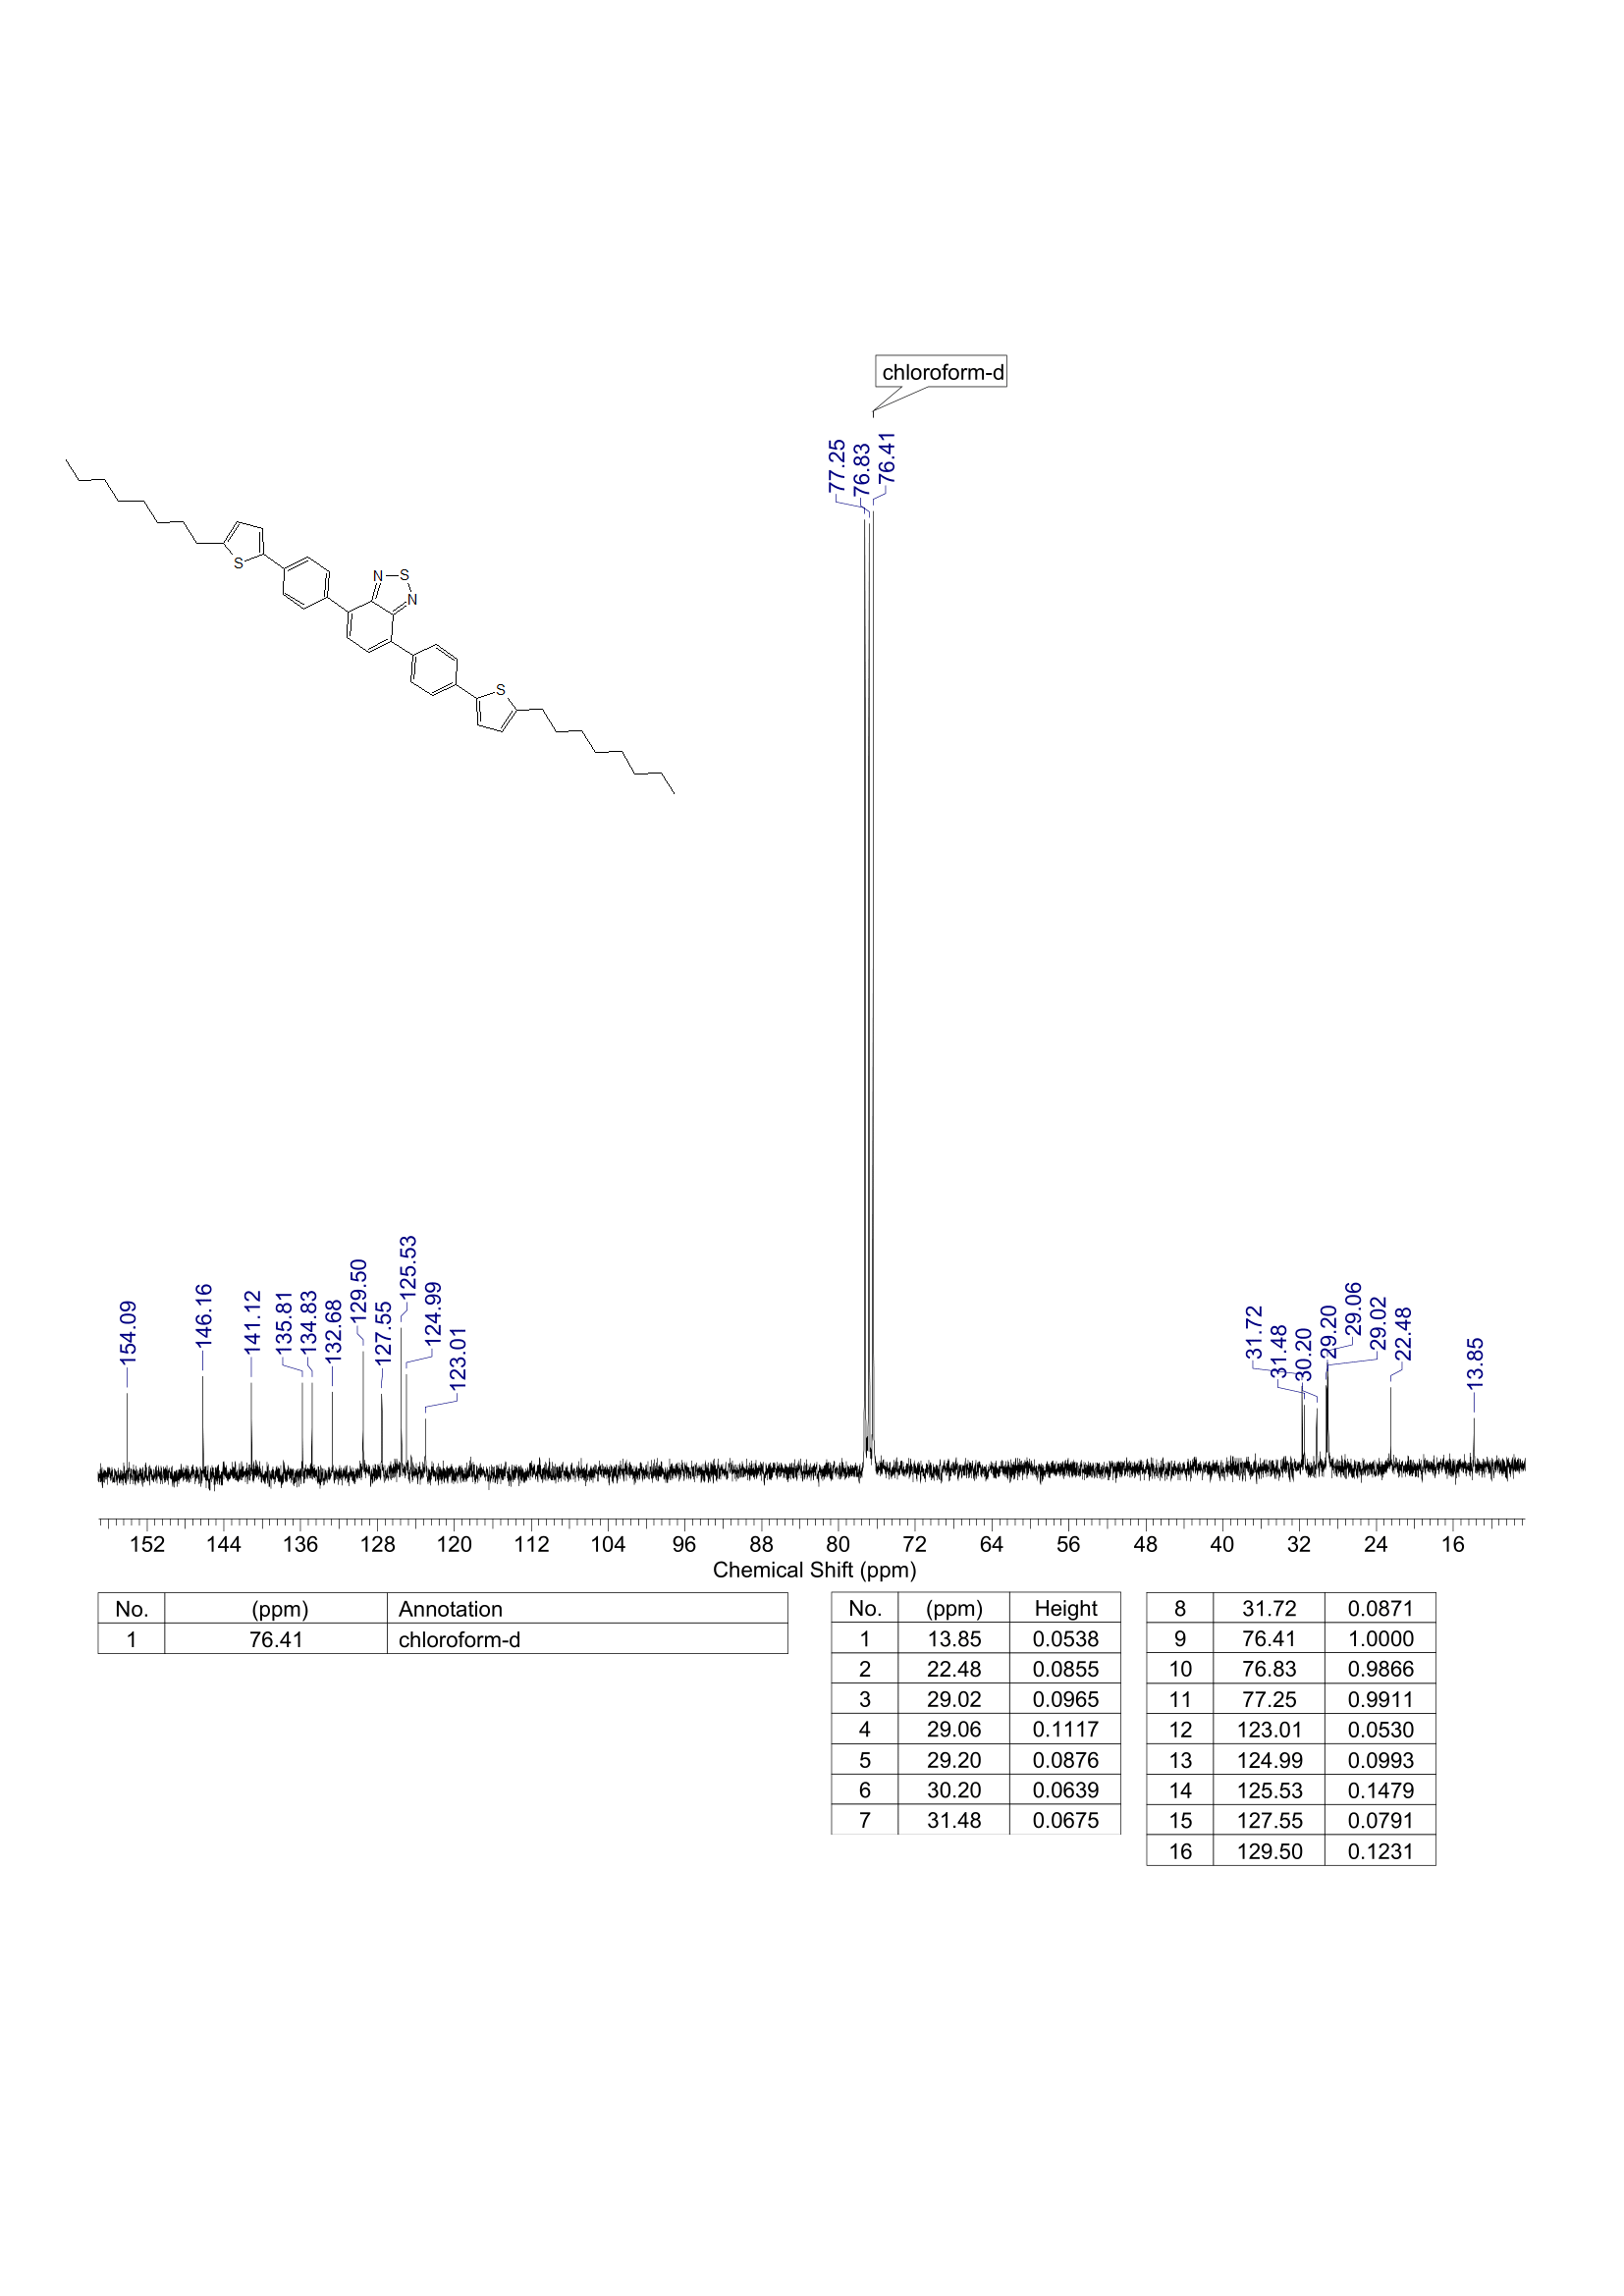 chloroform-d
77.25
76.83
76.41
S
N
S
N
S
154.09
146.16
141.12
135.81
134.83
132.68
129.50
127.55
125.53
124.99
123.01
31.72
31.48
30.20
29.20
29.06
29.02
22.48
13.85
152 144 136 128 120 112 104 96 88 80 72 64 56 48 40 32 24 16
Chemical Shift (ppm)
No. (ppm) Annotation
1 76.41 chloroform-d
No. (ppm) Height
1 13.85 0.0538
2 22.48 0.0855
3 29.02 0.0965
4 29.06 0.1117
5 29.20 0.0876
6 30.20 0.0639
7 31.48 0.0675
8 31.72 0.0871
9 76.41 1.0000
10 76.83 0.9866
11 77.25 0.9911
12 123.01 0.0530
13 124.99 0.0993
14 125.53 0.1479
15 127.55 0.0791
16 129.50 0.1231